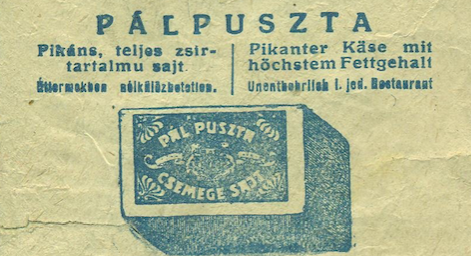 PÁLPUSZTA
Pikáns, teljes zsir-
tartalmu sajt.
Éttermekben nélkülözhetetlen.
Pikanter Käse mit
höchstem Fettgehalt
Unentbehrlich i. jed. Restaurant
PÁL PUSZTA
CSEMEGE SAJT